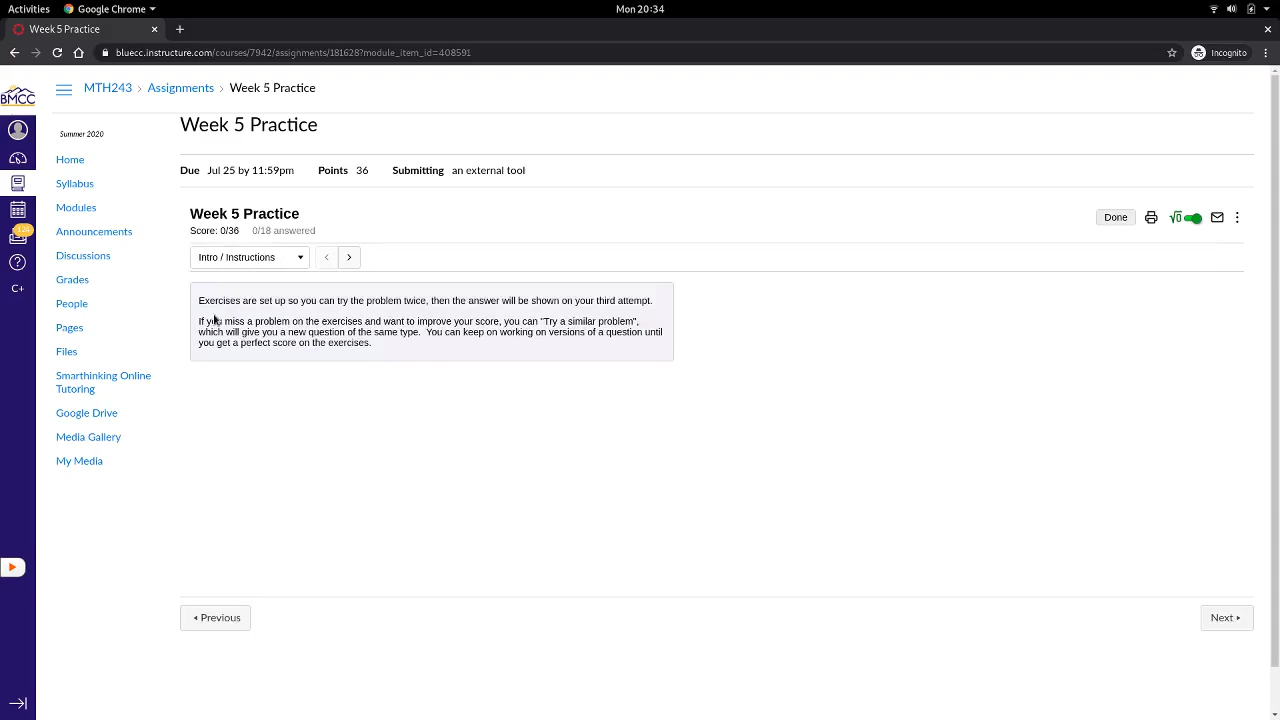 Activities Google Chrome Mon 20:34
Week 5 Practice
bluecc.instructure.com/courses/7942/assignments/181628?module_item_id=408591 Incognito
BMCC
MTH243 › Assignments › Week 5 Practice
Summer 2020
Week 5 Practice
Home
Due Jul 25 by 11:59pm Points 36 Submitting an external tool
Syllabus
Modules
Announcements
Discussions
Grades
People
Pages
Files
Smarthinking Online
Tutoring
Google Drive
Media Gallery
My Media
C+
Week 5 Practice
Score: 0/36 0/18 answered
Done
√0
Intro / Instructions
Exercises are set up so you can try the problem twice, then the answer will be shown on your third attempt.
If you miss a problem on the exercises and want to improve your score, you can "Try a similar problem",
which will give you a new question of the same type. You can keep on working on versions of a question until
you get a perfect score on the exercises.
Previous
Next